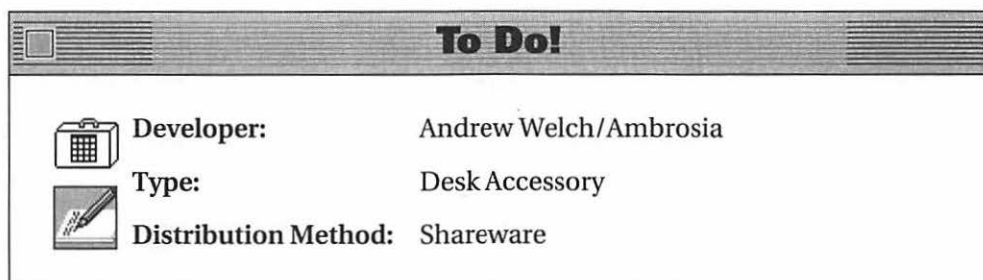 To Do!
Developer: Andrew Welch/Ambrosia
Type: Desk Accessory
Distribution Method: Shareware